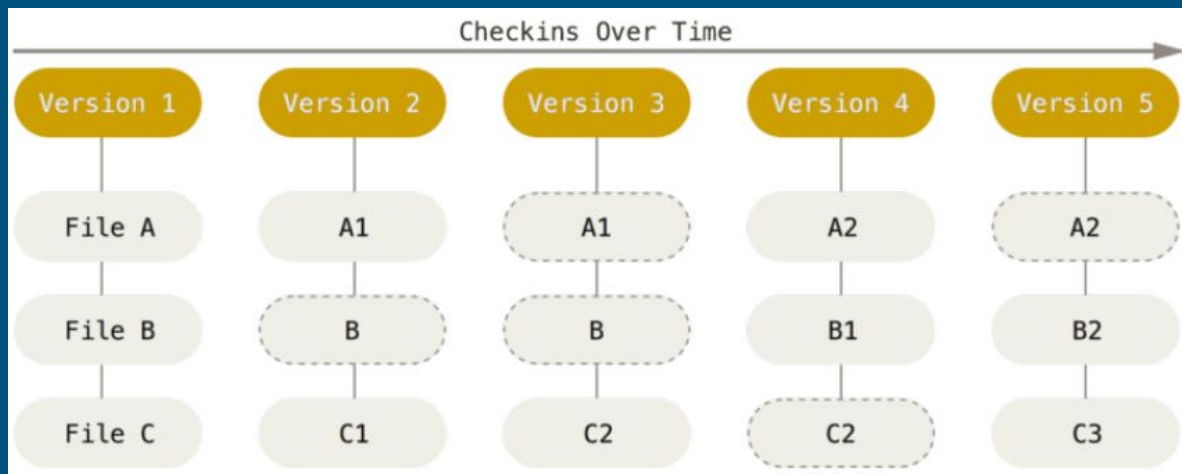 Checkins Over Time
Version 1 Version 2 Version 3 Version 4 Version 5
File A A1 A1 A2 A2
File B B B B1 B2
File C C1 C2 C2 C3